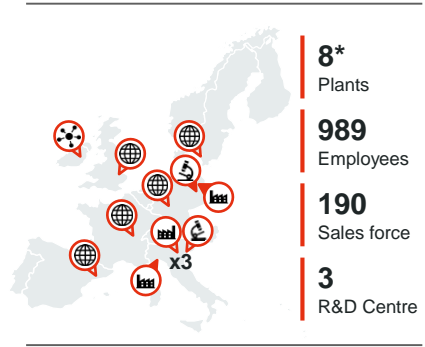 8*
Plants
989
Employees
190
Sales force
x3
3
R&D Centre